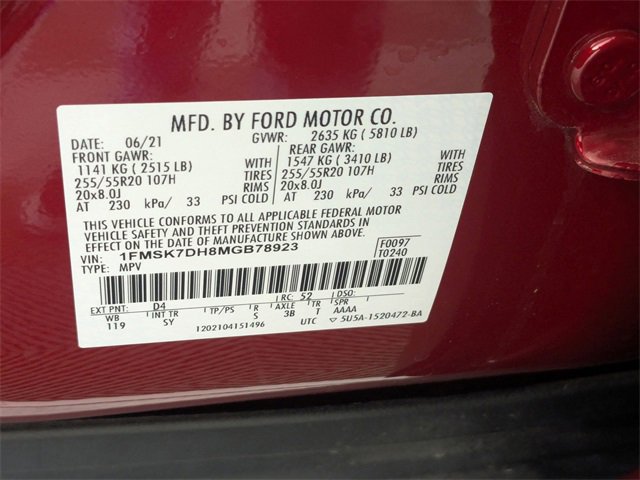 MFD. BY FORD MOTOR CO.
DATE: 06/21 GVWR: 2635 KG ( 5810 LB)
FRONT GAWR: REAR GAWR:
1141 KG ( 2515 LB) WITH 1547 KG ( 3410 LB) WITH
255/55R20 107H TIRES 255/55R20 107H TIRES
20x8.0J RIMS 20x8.0J RIMS
AT 230 kPa/ 33 PSI COLD AT 230 kPa/ 33 PSI COLD
THIS VEHICLE CONFORMS TO ALL APPLICABLE FEDERAL MOTOR
VEHICLE SAFETY AND THEFT PREVENTION STANDARDS IN
EFFECT ON THE DATE OF MANUFACTURE SHOWN ABOVE.
VIN: 1FMSK7DH8MGB78923 F0097
TYPE: MPV T0240
EXT PNT: D4 RC: 52 DSO:
WB INT TR TP/PS R AXLE TR SPR
119 SY S 3B T AAAA
1202104151496 UTC ▽ 5U5A-1520472-BA